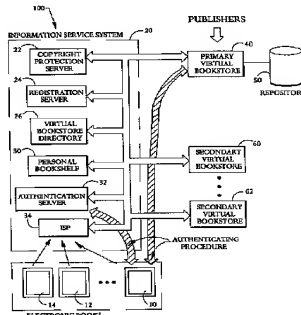 100
PUBLISHERS
INFORMATION SERVICE SYSTEM
20
22
COPYRIGHT
PROTECTION
SERVER
40
PRIMARY
VIRTUAL
BOOKSTORE
50
REPOSITORY
24
REGISTRATION
SERVER
26
VIRTUAL
BOOKSTORE
DIRECTORY
30
PERSONAL
BOOKSHELF
60
SECONDARY
VIRTUAL
BOOKSTORE
32
AUTHENTICATION
SERVER
62
SECONDARY
VIRTUAL
BOOKSTORE
34
ISP
AUTHENTICATING
PROCEDURE
14
12
10
ELECTRONIC BOOKS